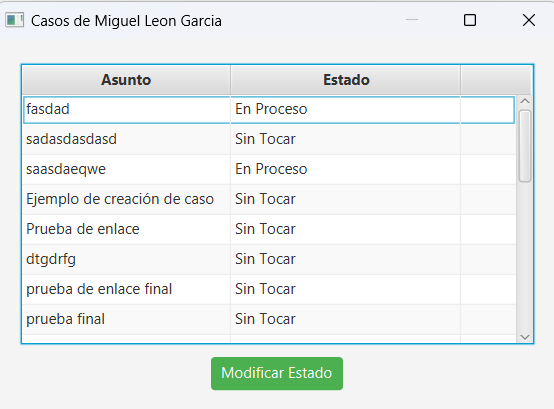 Casos de Miguel Leon Garcia
Asunto Estado
fasdad En Proceso
sadasdasdasd Sin Tocar
saasdaeqwe En Proceso
Ejemplo de creación de caso Sin Tocar
Prueba de enlace Sin Tocar
dtgdrfg Sin Tocar
prueba de enlace final Sin Tocar
prueba final Sin Tocar
Modificar Estado